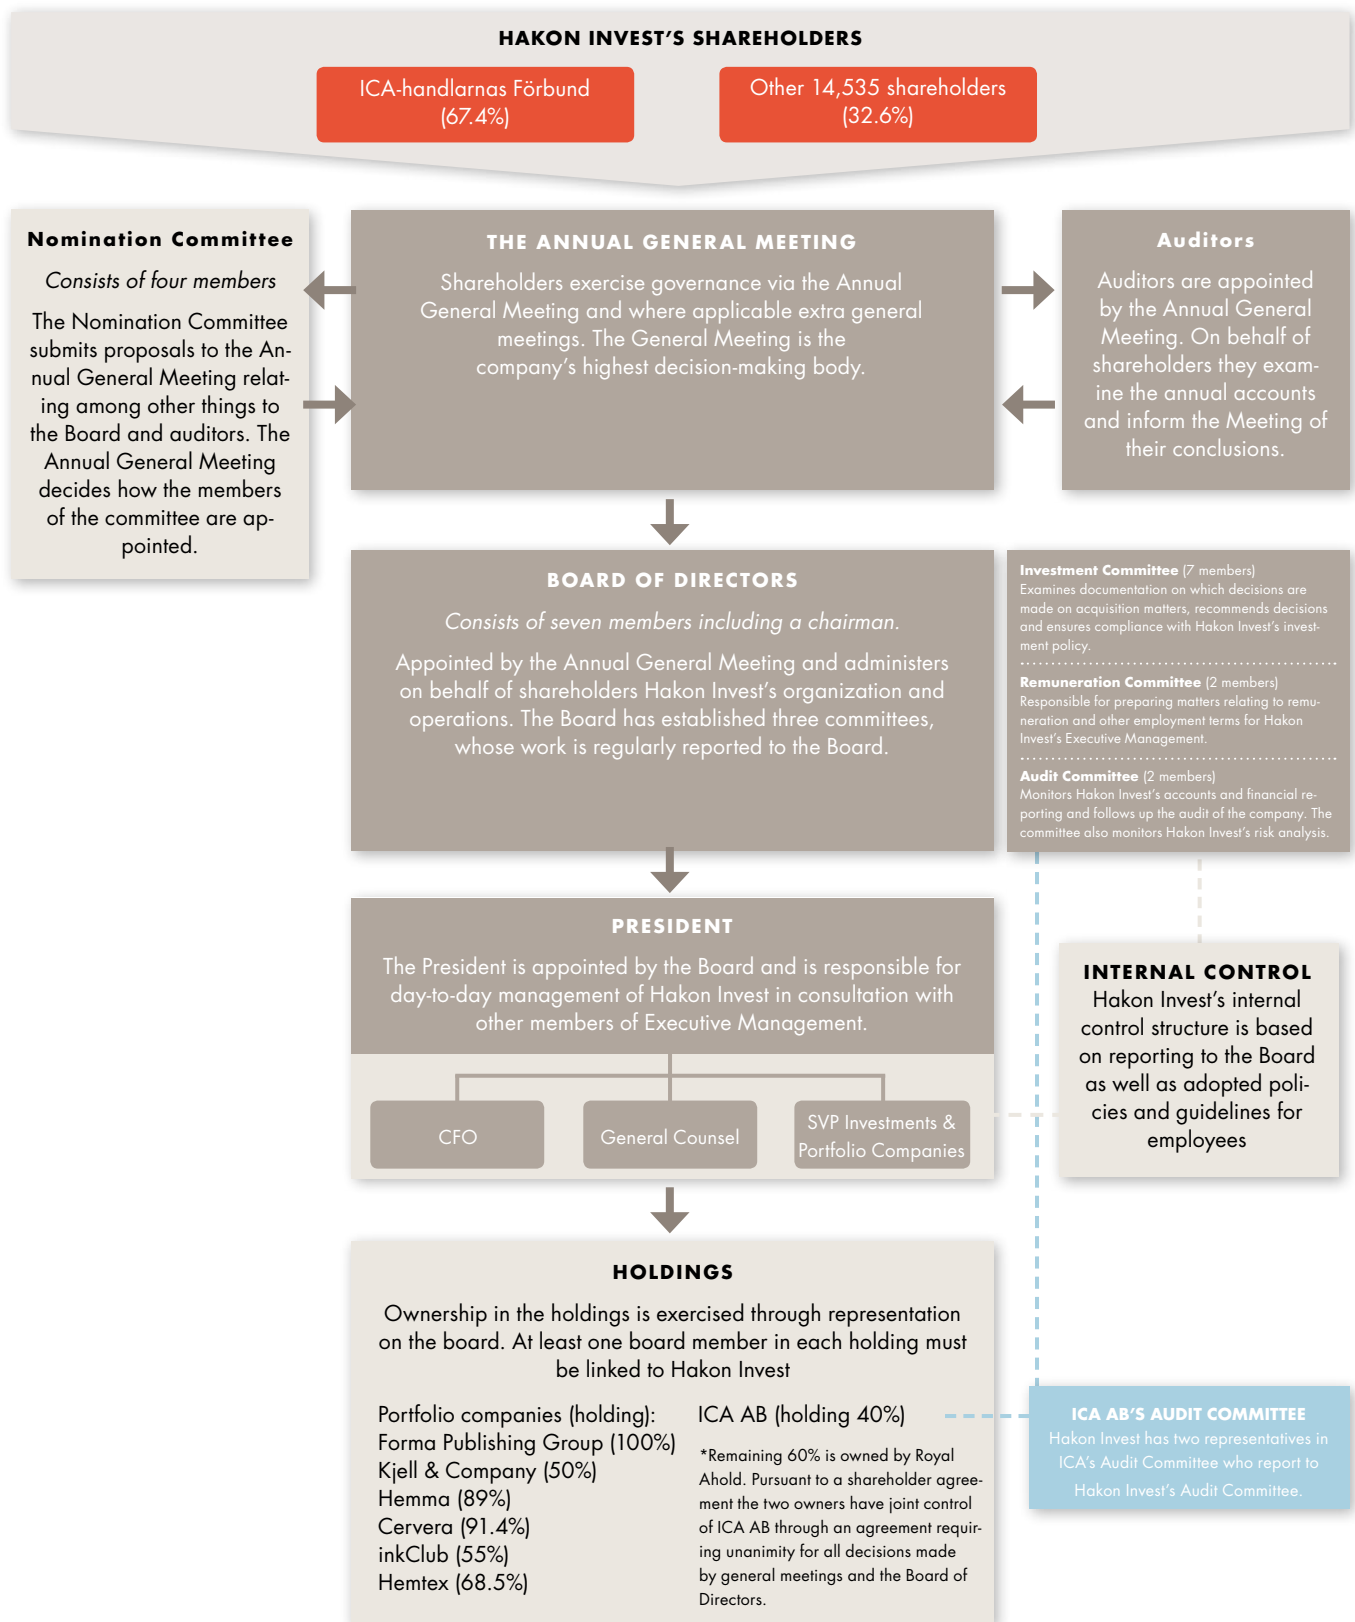 HAKON INVEST'S SHAREHOLDERS
ICA-handlarnas Förbund
(67.4%)
Other 14,535 shareholders
(32.6%)
Nomination Committee
Consists of four members
The Nomination Committee
submits proposals to the An-
nual General Meeting relat-
ing among other things to
the Board and auditors. The
Annual General Meeting
decides how the members
of the committee are ap-
pointed.
THE ANNUAL GENERAL MEETING
Shareholders exercise governance via the Annual
General Meeting and where applicable extra general
meetings. The General Meeting is the
company's highest decision-making body.
Auditors
Auditors are appointed
by the Annual General
Meeting. On behalf of
shareholders they exam-
ine the annual accounts
and inform the Meeting of
their conclusions.
BOARD OF DIRECTORS
Consists of seven members including a chairman.
Appointed by the Annual General Meeting and administers
on behalf of shareholders Hakon Invest's organization and
operations. The Board has established three committees,
whose work is regularly reported to the Board.
Investment Committee (7 members)
Examines documentation on which decisions are
made on acquisition matters, recommends decisions
and ensures compliance with Hakon Invest's invest-
ment policy.
Remuneration Committee (2 members)
Responsible for preparing matters relating to remu-
neration and other employment terms for Hakon
Invest's Executive Management.
Audit Committee (2 members)
Monitors Hakon Invest's accounts and financial re-
porting and follows up the audit of the company. The
committee also monitors Hakon Invest's risk analysis.
PRESIDENT
The President is appointed by the Board and is responsible for
day-to-day management of Hakon Invest in consultation with
other members of Executive Management.
CFO
General Counsel
SVP Investments &
Portfolio Companies
INTERNAL CONTROL
Hakon Invest's internal
control structure is based
on reporting to the Board
as well as adopted poli-
cies and guidelines for
employees
HOLDINGS
Ownership in the holdings is exercised through representation
on the board. At least one board member in each holding must
be linked to Hakon Invest
Portfolio companies (holding):
Forma Publishing Group (100%)
Kjell & Company (50%)
Hemma (89%)
Cervera (91.4%)
inkClub (55%)
Hemtex (68.5%)
ICA AB (holding 40%)
*Remaining 60% is owned by Royal
Ahold. Pursuant to a shareholder agree-
ment the two owners have joint control
of ICA AB through an agreement requir-
ing unanimity for all decisions made
by general meetings and the Board of
Directors.
ICA AB'S AUDIT COMMITTEE
Hakon Invest has two representatives in
ICA's Audit Committee who report to
Hakon Invest's Audit Committee.